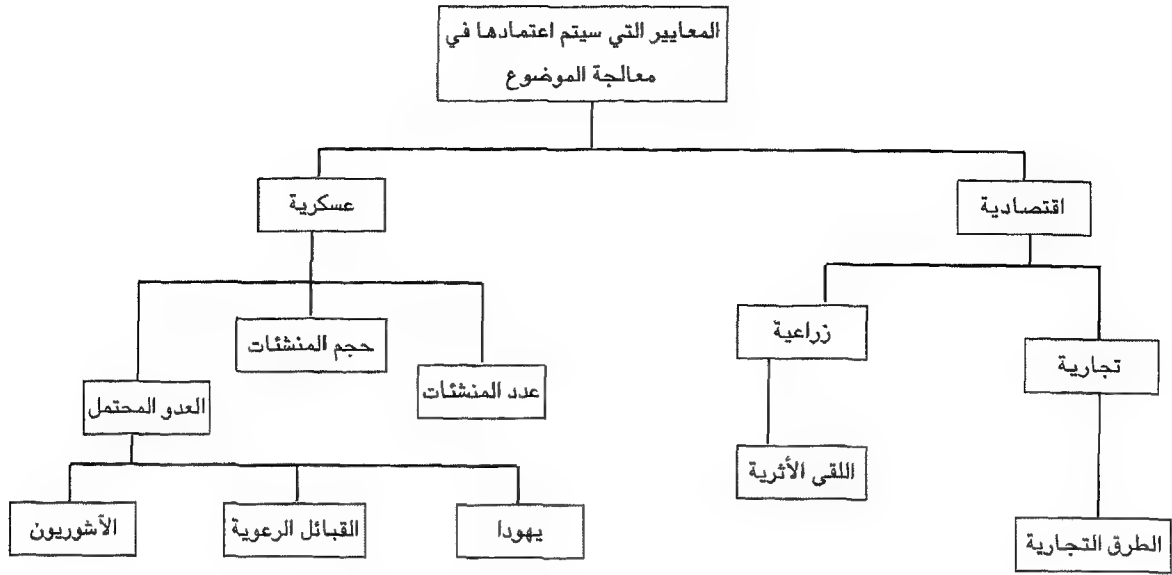 المعايير التي سيتم اعتمادها في
معالجة الموضوع
اقتصادية
عسكرية
تجارية
زراعية
عدد المنشئات
حجم المنشئات
العدو المحتمل
الطرق التجارية
اللقى الأثرية
يهودا
القبائل الرعوية
الآشوريون